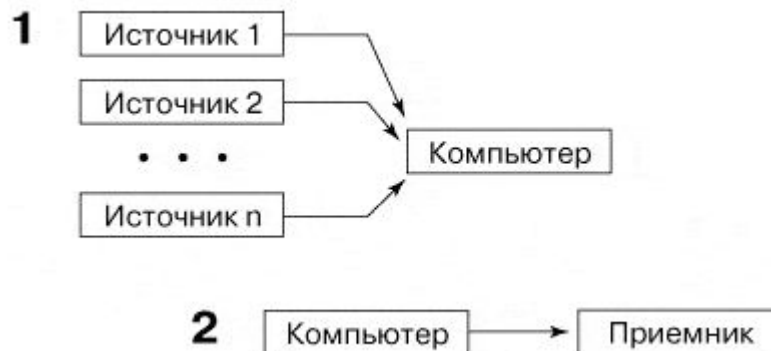 1 Источник 1
Источник 2
• • •
Компьютер
Источник n
2 Компьютер Приемник